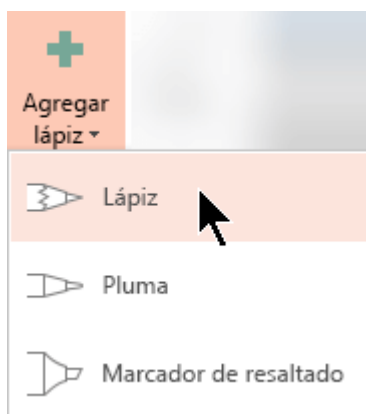 Agregar
lápiz
Lápiz
Pluma
Marcador de resaltado